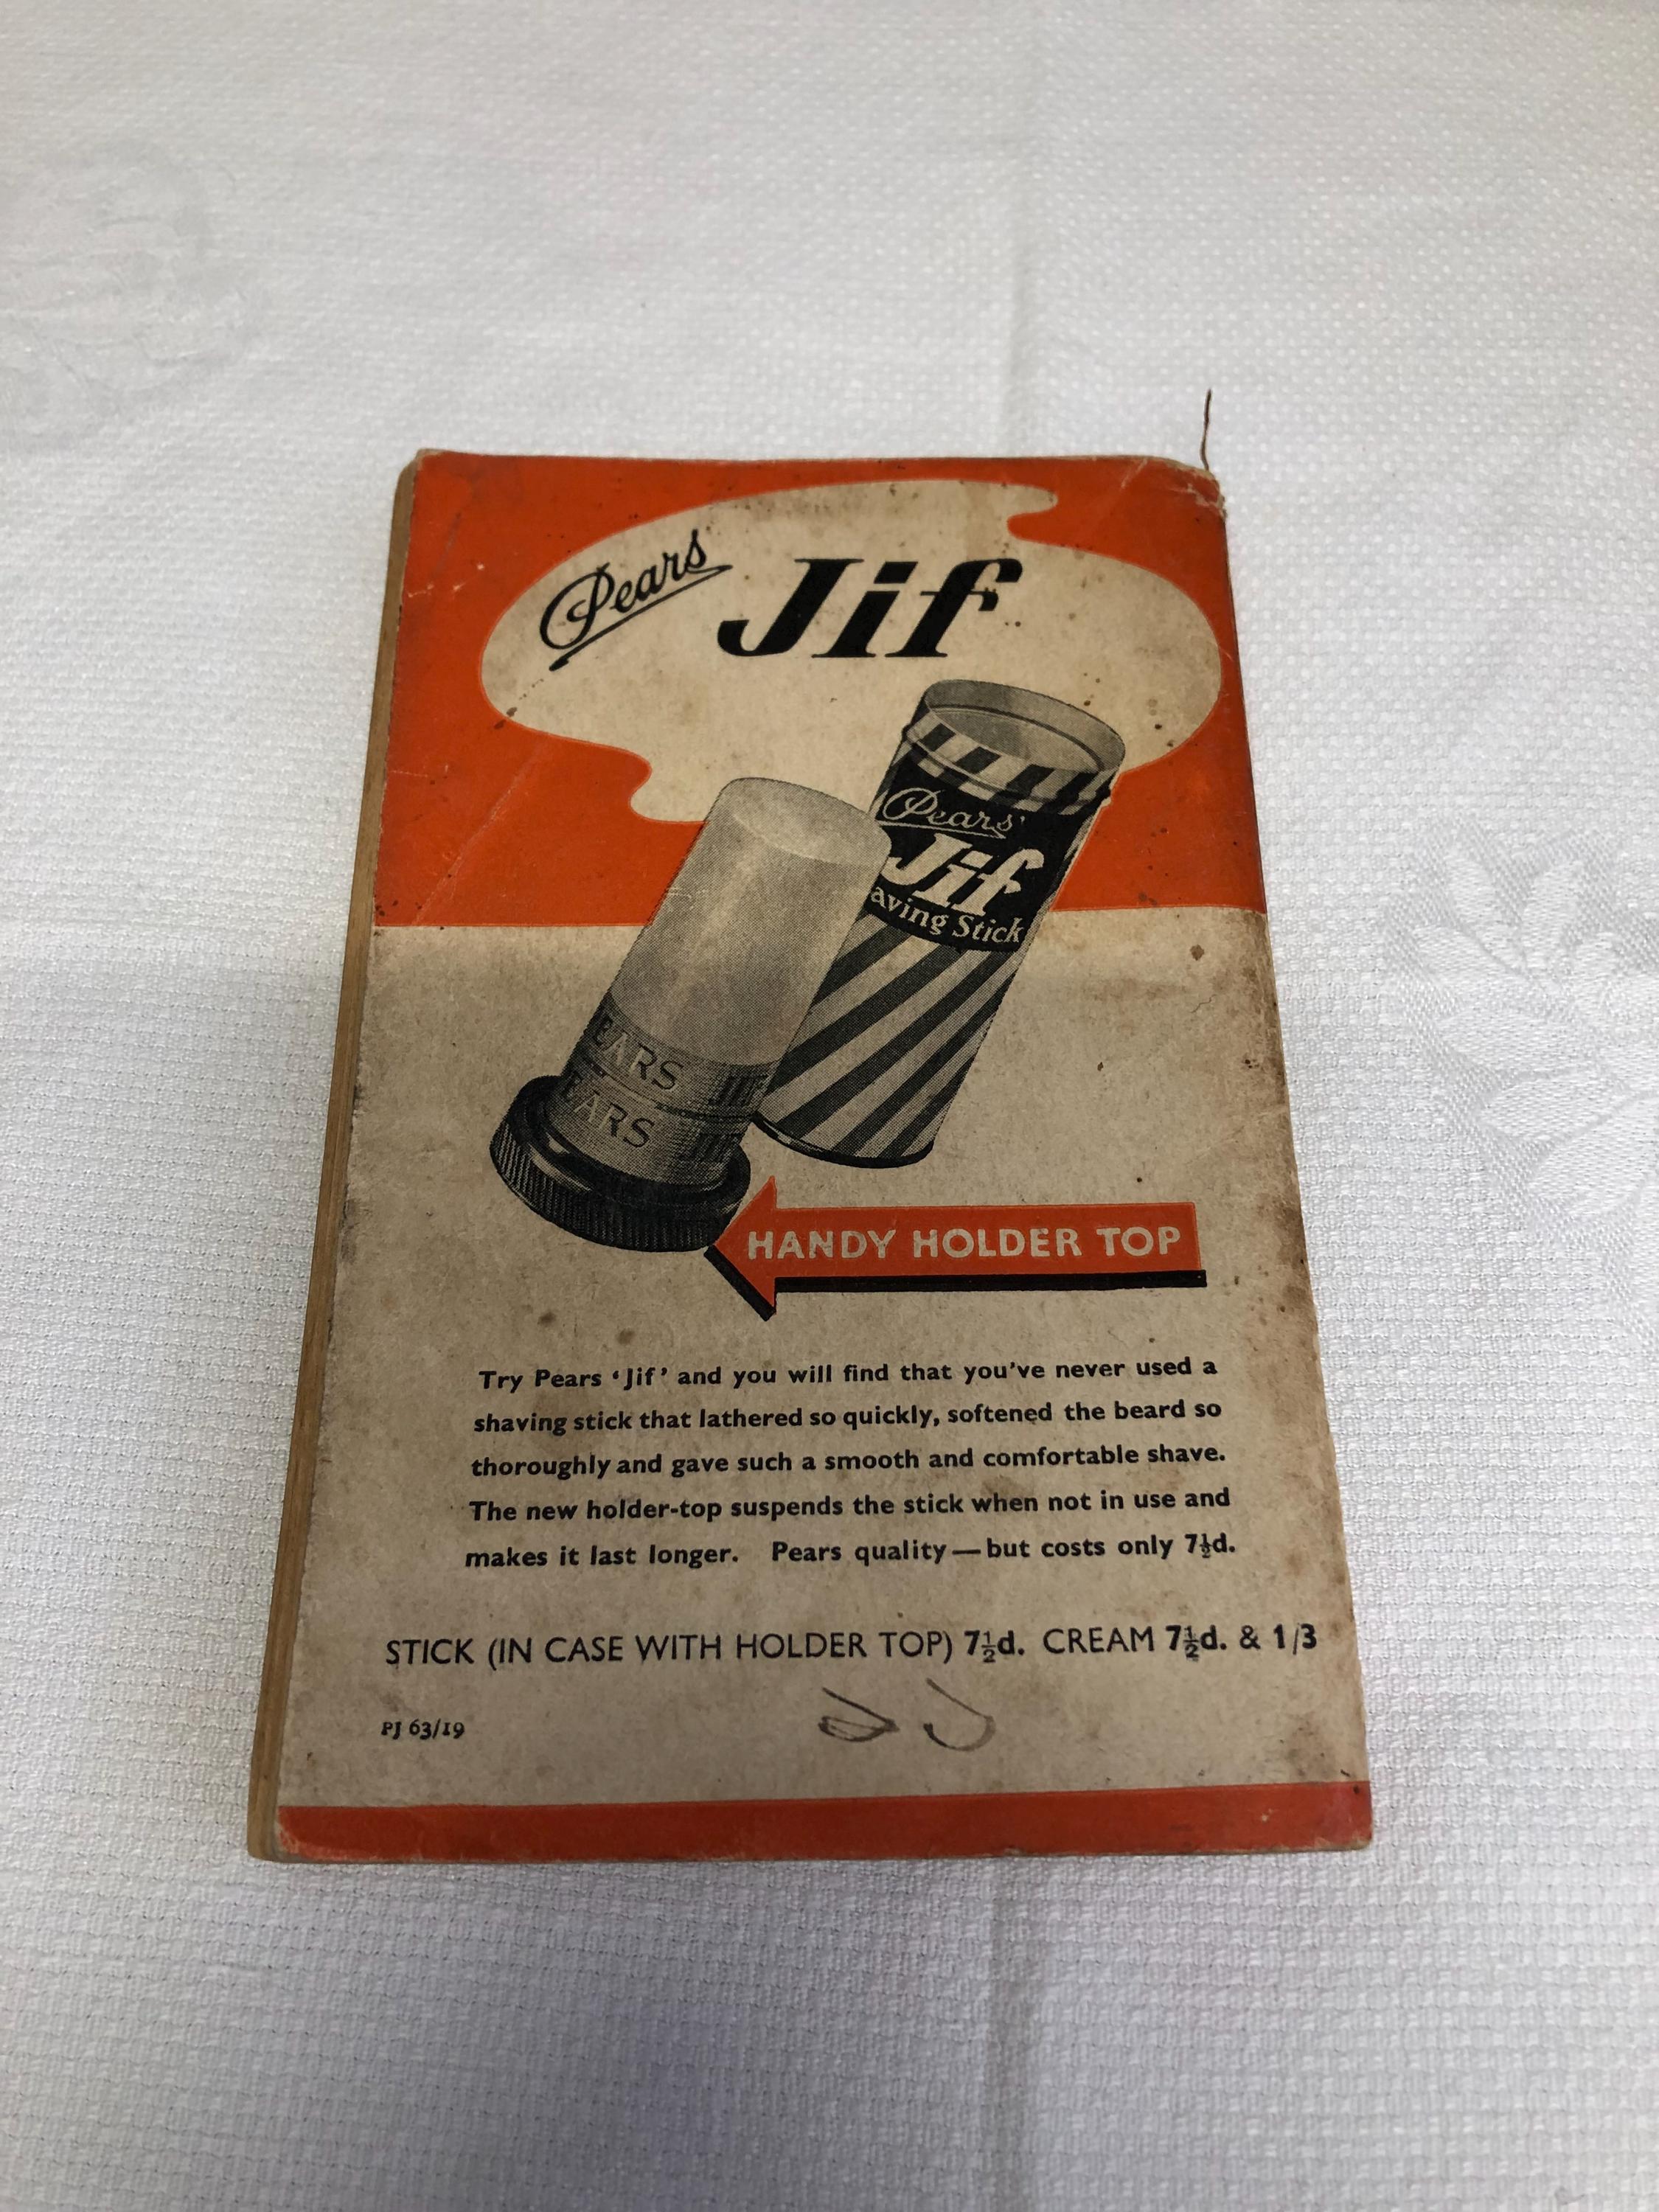 Pears Jif
Pears'
Jif
aving Stick
EARS JIF
EARS JIF
HANDY HOLDER TOP
Try Pears ‘Jif’ and you will find that you've never used a
shaving stick that lathered so quickly, softened the beard so
thoroughly and gave such a smooth and comfortable shave.
The new holder-top suspends the stick when not in use and
makes it last longer. Pears quality — but costs only 7½d.
STICK (IN CASE WITH HOLDER TOP) 7½d. CREAM 7½d. & 1/3
PJ 63/19